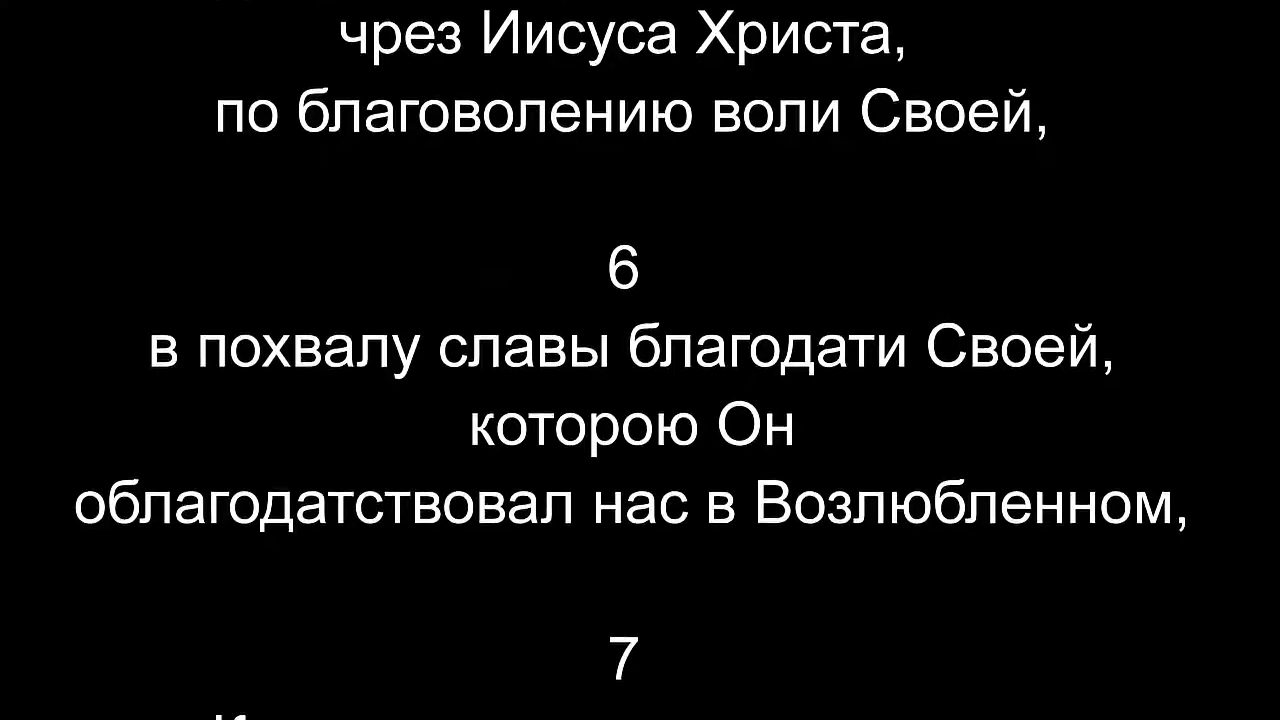 чрез Иисуса Христа,
по благоволению воли Своей,
6
в похвалу славы благодати Своей,
которою Он
облагодатствовал нас в Возлюбленном,
7